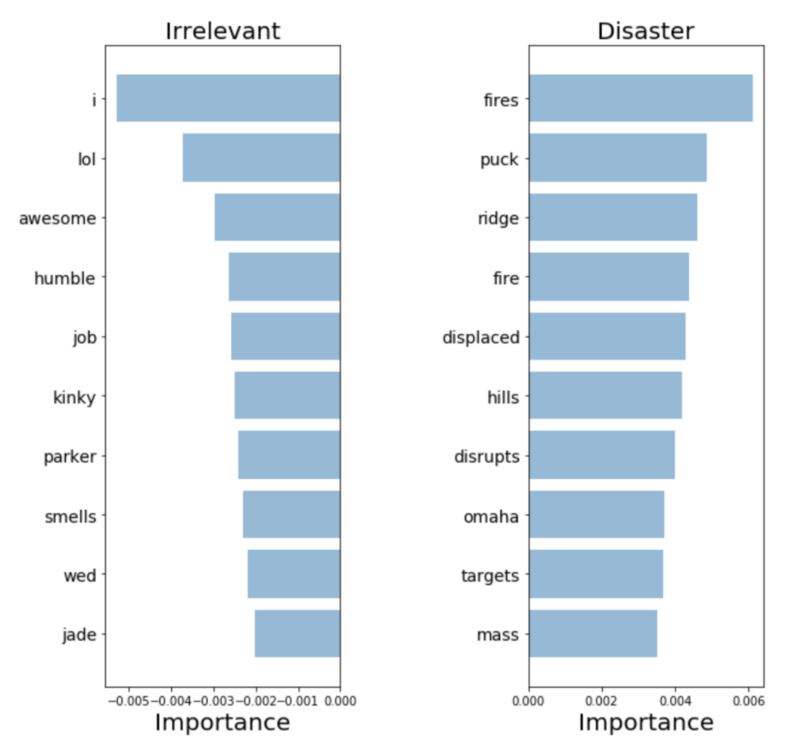 Irrelevant
i
lol
awesome
humble
job
kinky
parker
smells
wed
jade
−0.005−0.004−0.003−0.002−0.001 0.000
Importance
Disaster
fires
puck
ridge
fire
displaced
hills
disrupts
omaha
targets
mass
0.000 0.002 0.004 0.006
Importance